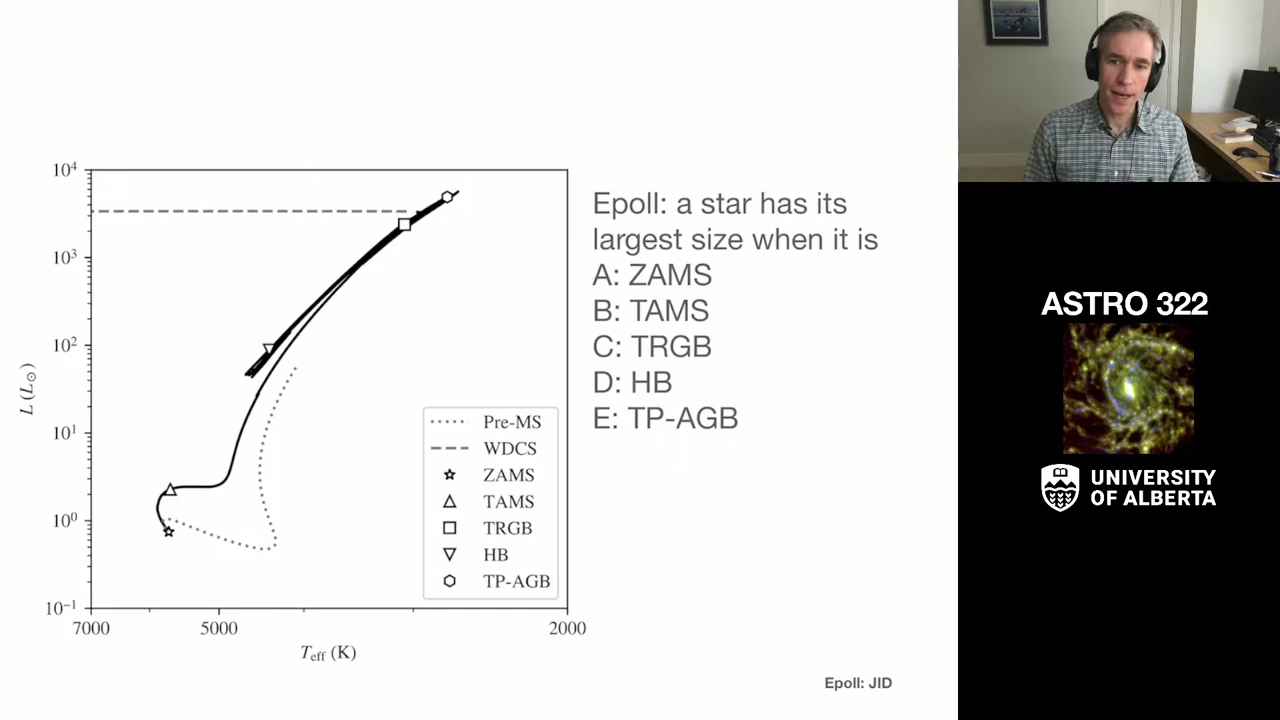 10⁴
10³
10²
10¹
10⁰
10⁻¹
L (L⊙)
7000
5000
2000
T_eff (K)
Pre-MS
WDCS
ZAMS
TAMS
TRGB
HB
TP-AGB
Epoll: a star has its
largest size when it is
A: ZAMS
B: TAMS
C: TRGB
D: HB
E: TP-AGB
Epoll: JID
ASTRO 322
UNIVERSITY
OF ALBERTA